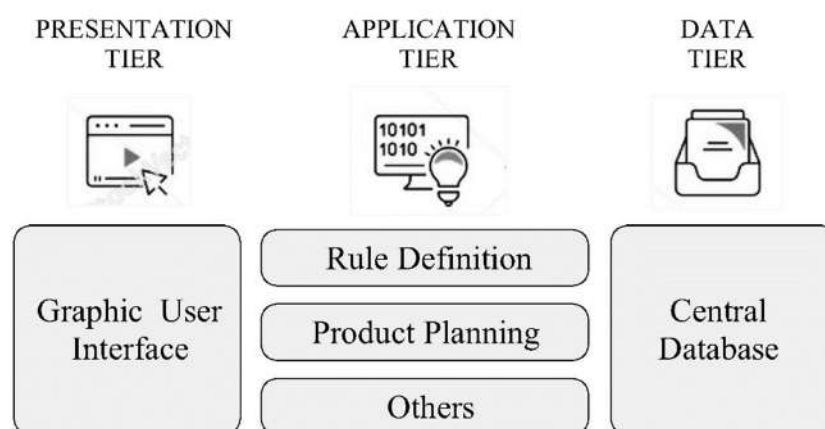 PRESENTATION
TIER
APPLICATION
TIER
DATA
TIER
10101
1010
Graphic User
Interface
Rule Definition
Product Planning
Others
Central
Database